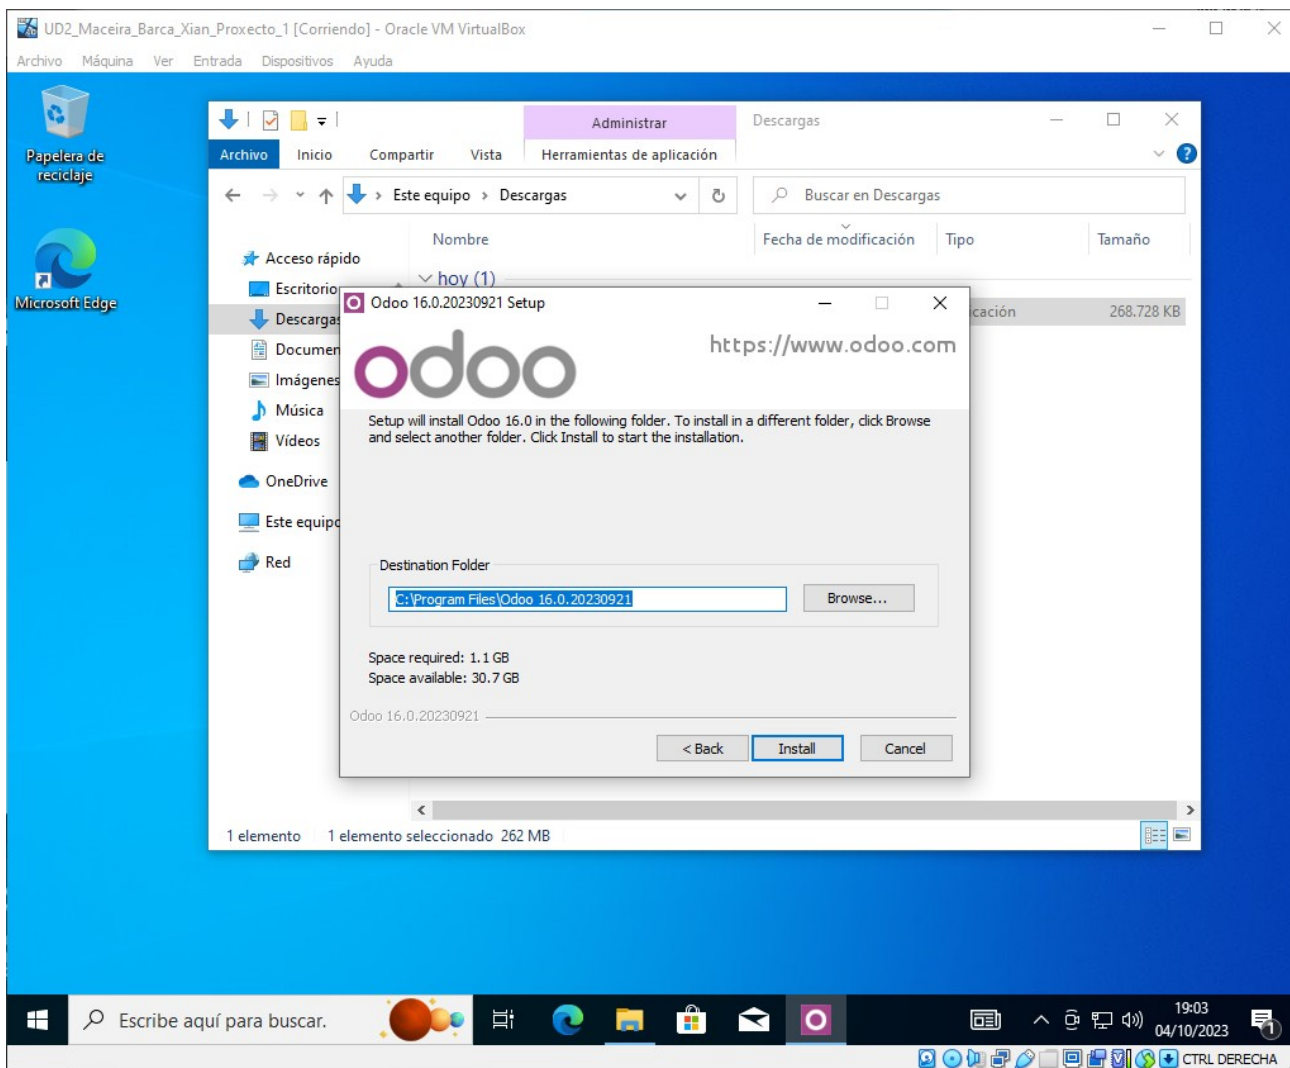 UD2_Maceira_Barca_Xian_Proxecto_1 [Corriendo] - Oracle VM VirtualBox
Archivo Máquina Ver Entrada Dispositivos Ayuda
Papelera de
reciclaje
Microsoft Edge
Administrar Descargas
Archivo Inicio Compartir Vista Herramientas de aplicación
Este equipo › Descargas
Buscar en Descargas
Nombre Fecha de modificación Tipo Tamaño
Acceso rápido
hoy (1)
Escritorio
Descargas
icación 268.728 KB
Documen
Imágenes
Música
Vídeos
OneDrive
Este equipo
Red
Odoo 16.0.20230921 Setup
odoo
https://www.odoo.com
Setup will install Odoo 16.0 in the following folder. To install in a different folder, click Browse
and select another folder. Click Install to start the installation.
Destination Folder
C:\Program Files\Odoo 16.0.20230921
Browse...
Space required: 1.1 GB
Space available: 30.7 GB
Odoo 16.0.20230921
< Back Install Cancel
1 elemento 1 elemento seleccionado 262 MB
Escribe aquí para buscar.
19:03
04/10/2023
1
CTRL DERECHA